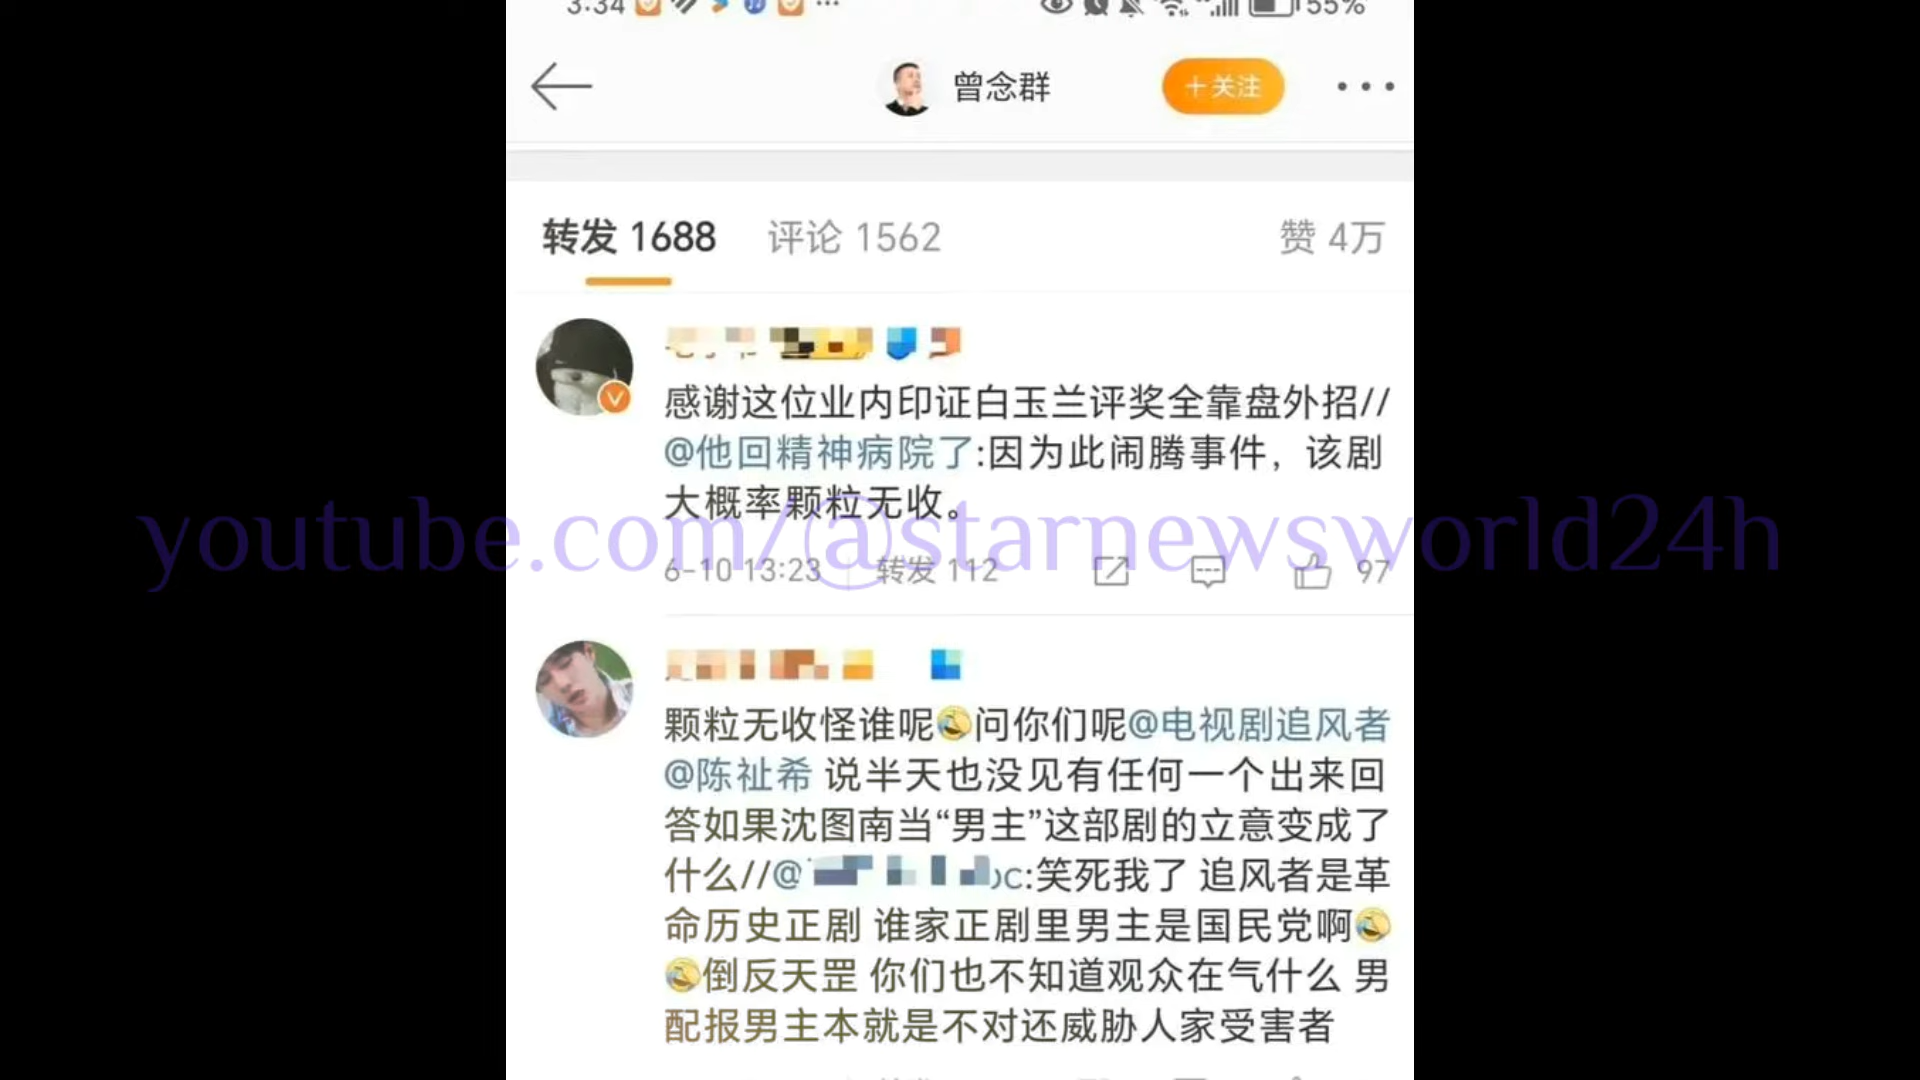 3:34 55%
曾念群
+关注
转发 1688 评论 1562 赞 4万
感谢这位业内印证白玉兰评奖全靠盘外招//
@他回精神病院了:因为此闹腾事件，该剧
大概率颗粒无收。
youtube.com/@starnewsworld24h
6-10 13:23 转发 112 97
颗粒无收怪谁呢🤣问你们呢@电视剧追风者
@陈祉希 说半天也没见有任何一个出来回
答如果沈图南当“男主”这部剧的立意变成了
什么//@ c:笑死我了 追风者是革
命历史正剧 谁家正剧里男主是国民党啊🤣
🤣倒反天罡 你们也不知道观众在气什么 男
配报男主本就是不对还威胁人家受害者